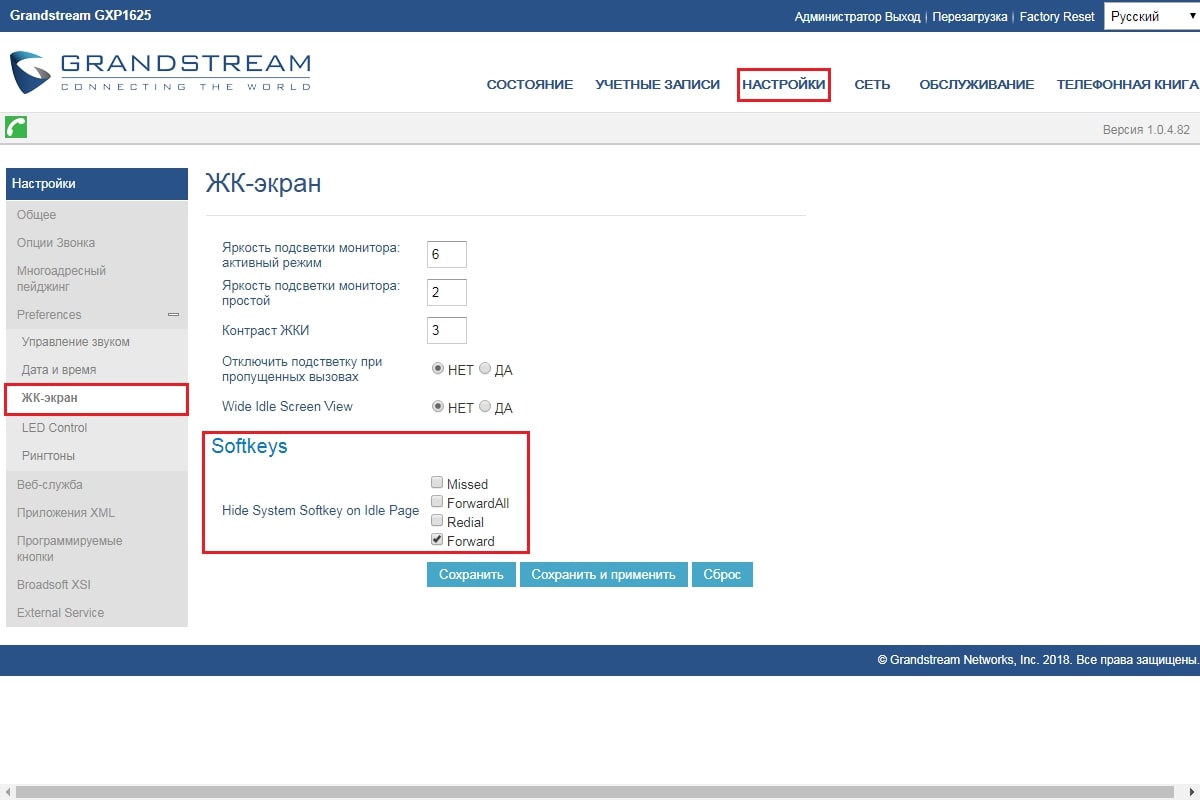 Grandstream GXP1625
Администратор Выход | Перезагрузка | Factory Reset
Русский
GRANDSTREAM
CONNECTING THE WORLD
СОСТОЯНИЕ УЧЕТНЫЕ ЗАПИСИ НАСТРОЙКИ СЕТЬ ОБСЛУЖИВАНИЕ ТЕЛЕФОННАЯ КНИГА
Версия 1.0.4.82
Настройки
Общее
Опции Звонка
Многоадресный
пейджинг
Preferences
Управление звуком
Дата и время
ЖК-экран
LED Control
Рингтоны
Веб-служба
Приложения XML
Программируемые
кнопки
Broadsoft XSI
External Service
ЖК-экран
Яркость подсветки монитора:
активный режим
6
Яркость подсветки монитора:
простой
2
Контраст ЖКИ 3
Отключить подстветку при
пропущенных вызовах
НЕТ ДА
Wide Idle Screen View НЕТ ДА
Softkeys
Hide System Softkey on Idle Page
Missed
ForwardAll
Redial
Forward
Сохранить Сохранить и применить Сброс
© Grandstream Networks, Inc. 2018. Все права защищены.